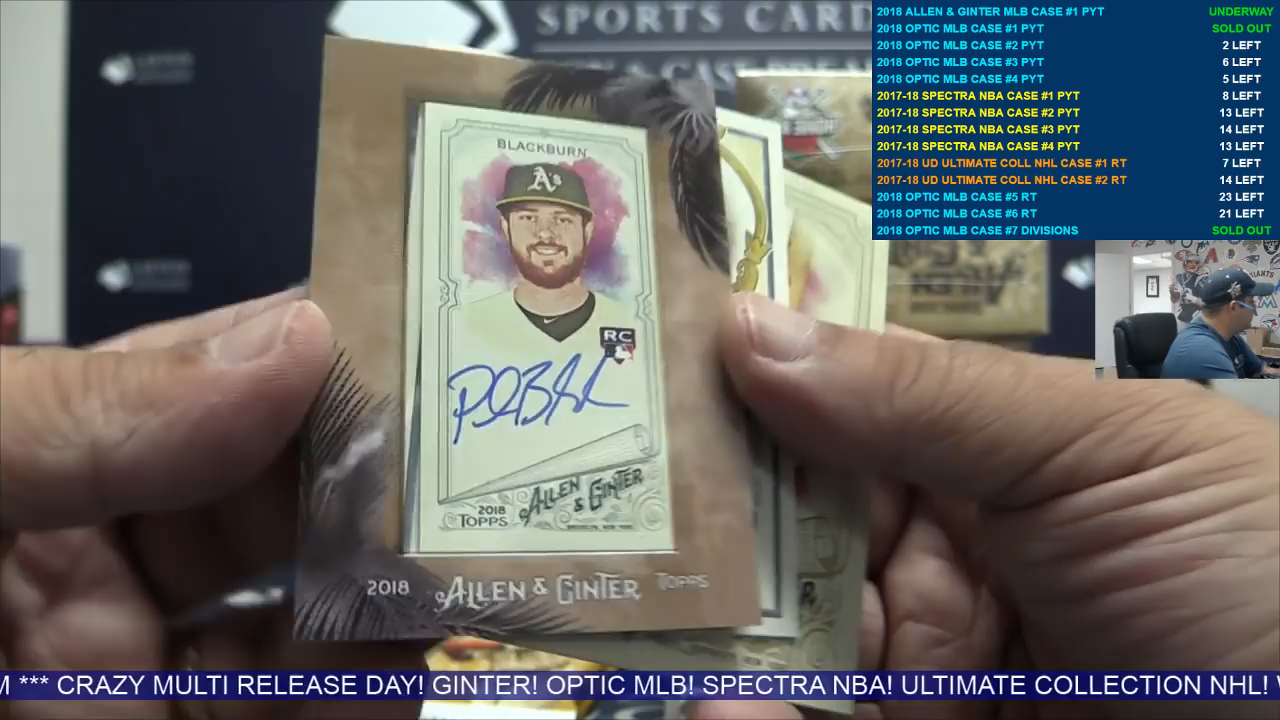 SPORTS CARD
2018 ALLEN & GINTER MLB CASE #1 PYT UNDERWAY
2018 OPTIC MLB CASE #1 PYT SOLD OUT
2018 OPTIC MLB CASE #2 PYT 2 LEFT
2018 OPTIC MLB CASE #3 PYT 6 LEFT
2018 OPTIC MLB CASE #4 PYT 5 LEFT
2017-18 SPECTRA NBA CASE #1 PYT 8 LEFT
2017-18 SPECTRA NBA CASE #2 PYT 13 LEFT
2017-18 SPECTRA NBA CASE #3 PYT 14 LEFT
2017-18 SPECTRA NBA CASE #4 PYT 13 LEFT
2017-18 UD ULTIMATE COLL NHL CASE #1 RT 7 LEFT
2017-18 UD ULTIMATE COLL NHL CASE #2 RT 14 LEFT
2018 OPTIC MLB CASE #5 RT 23 LEFT
2018 OPTIC MLB CASE #6 RT 21 LEFT
2018 OPTIC MLB CASE #7 DIVISIONS SOLD OUT
BLACKBURN
A's
RC
2018 TOPPS ALLEN & GINTER
2018 ALLEN & GINTER TOPPS
M *** CRAZY MULTI RELEASE DAY! GINTER! OPTIC MLB! SPECTRA NBA! ULTIMATE COLLECTION NHL!